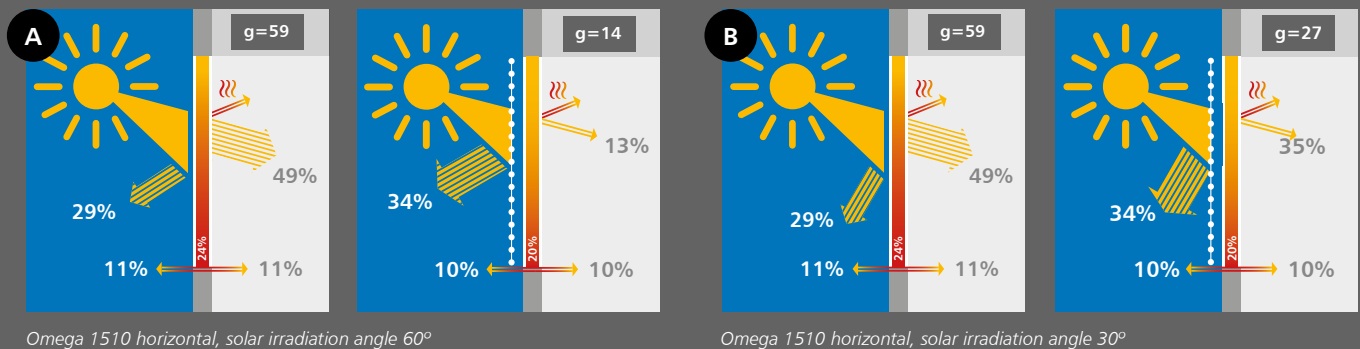 A
g=59
29%
49%
24%
11%
11%
g=14
34%
13%
20%
10%
10%
Omega 1510 horizontal, solar irradiation angle 60º
B
g=59
29%
49%
24%
11%
11%
g=27
34%
35%
20%
10%
10%
Omega 1510 horizontal, solar irradiation angle 30º